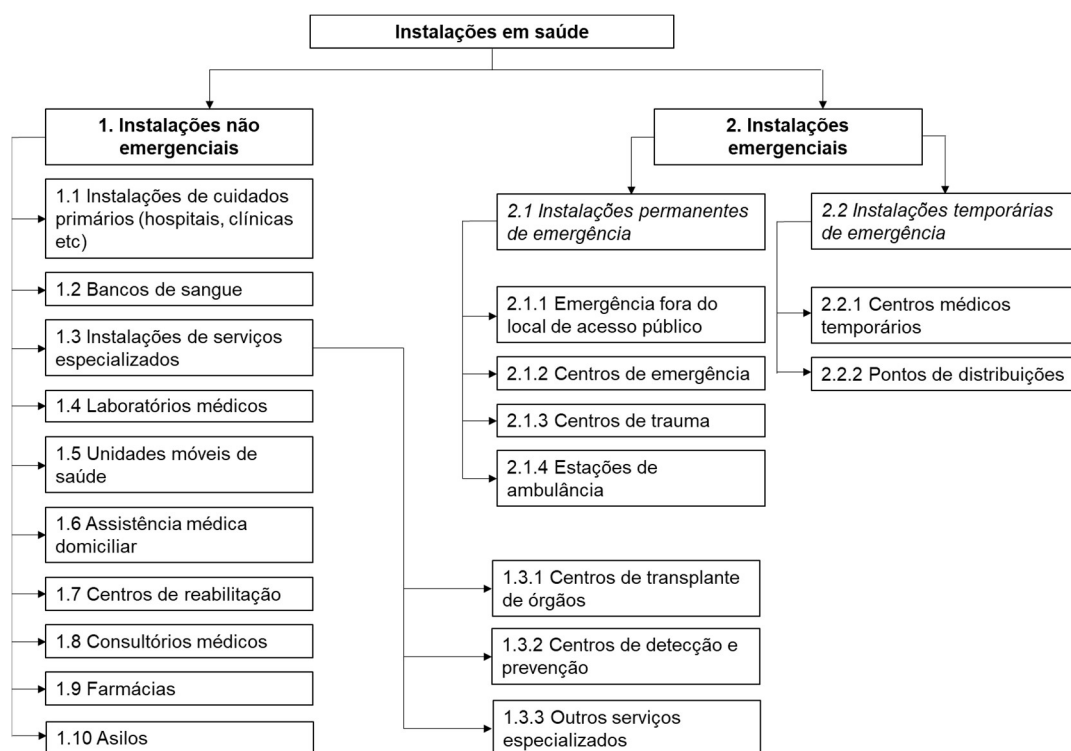 Instalações em saúde
1. Instalações não
emergenciais
1.1 Instalações de cuidados
primários (hospitais, clínicas
etc)
1.2 Bancos de sangue
1.3 Instalações de serviços
especializados
1.4 Laboratórios médicos
1.5 Unidades móveis de
saúde
1.6 Assistência médica
domiciliar
1.7 Centros de reabilitação
1.8 Consultórios médicos
1.9 Farmácias
1.10 Asilos
1.3.1 Centros de transplante
de órgãos
1.3.2 Centros de detecção e
prevenção
1.3.3 Outros serviços
especializados
2. Instalações
emergenciais
2.1 Instalações permanentes
de emergência
2.1.1 Emergência fora do
local de acesso público
2.1.2 Centros de emergência
2.1.3 Centros de trauma
2.1.4 Estações de
ambulância
2.2 Instalações temporárias
de emergência
2.2.1 Centros médicos
temporários
2.2.2 Pontos de distribuições